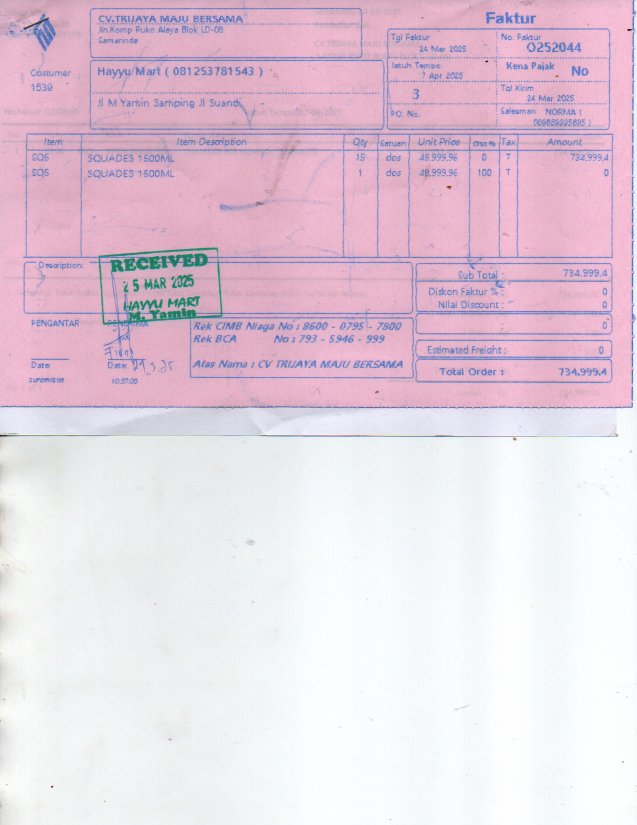 CV.TRIJAYA MAJU BERSAMA
Jln.Komp Ruko Alaya Blok LD-08
Samarinda
Faktur
Tgl Faktur
24 Mar 2025
No. Faktur
O252044
Jatuh Tempo
7 Apr 2025
Kena Pajak No
3
Tgl Kirim
24 Mar 2025
PO. No.
Salesman NORMA (
Costumer
1539
Hayyu Mart ( 081253781543 )
Jl M Yamin Samping Jl Suandi
Item Item Description Qty Satuan Unit Price disc% Tax Amount
SQ5 SQUADES 1500ML 15 dos 48.999.96 0 T 734.999.4
SQ5 SQUADES 1500ML 1 dos 48.999.96 100 T 0
Description:
RECEIVED
25 MAR 2025
HAYYU MART
M. Yamin
Sub Total : 734.999.4
Diskon Faktur % : 0
Nilai Discount : 0
0
Estimated Freight : 0
Total Order : 734.999.4
PENGANTAR
Rek CIMB Niaga No : 8600 - 0795 - 7800
Rek BCA No : 793 - 5946 - 999
Atas Nama : CV TRIJAYA MAJU BERSAMA
Date: Date:
supervisor 10:37:05